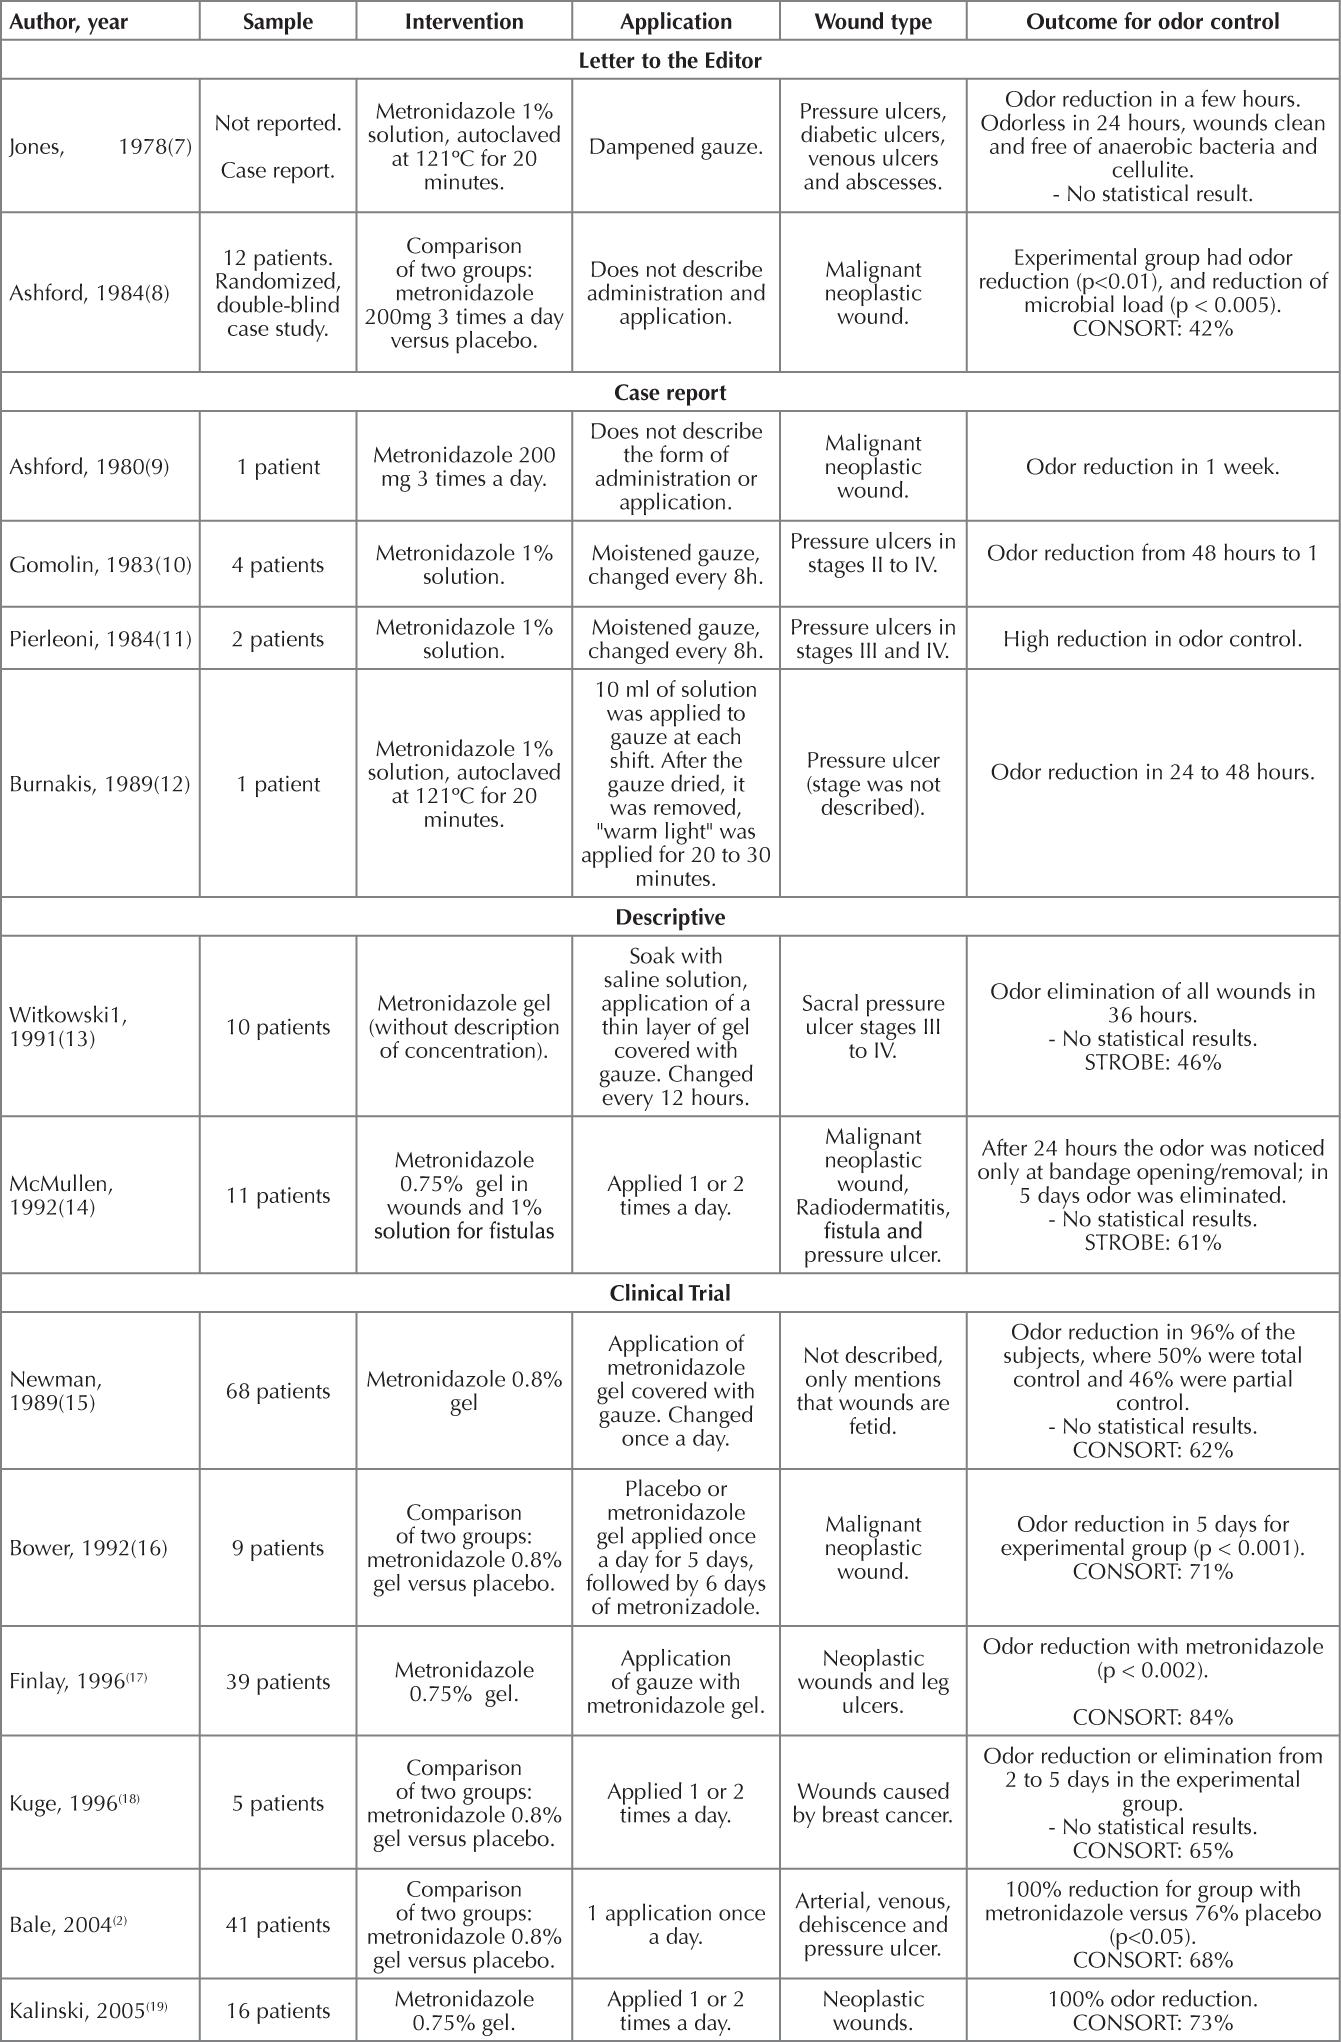 Author, year
Sample
Intervention
Application
Wound type
Outcome for odor control
Letter to the Editor
Jones, 1978(7)
Not reported.
Case report.
Metronidazole 1%
solution, autoclaved
at 121ºC for 20
minutes.
Dampened gauze.
Pressure ulcers,
diabetic ulcers,
venous ulcers
and abscesses.
Odor reduction in a few hours.
Odorless in 24 hours, wounds clean
and free of anaerobic bacteria and
cellulite.
- No statistical result.
Ashford, 1984(8)
12 patients.
Randomized,
double-blind
case study.
Comparison
of two groups:
metronidazole
200mg 3 times a day
versus placebo.
Does not describe
administration and
application.
Malignant
neoplastic
wound.
Experimental group had odor
reduction (p<0.01), and reduction of
microbial load (p < 0.005).
CONSORT: 42%
Case report
Ashford, 1980(9)
1 patient
Metronidazole 200
mg 3 times a day.
Does not describe
the form of
administration or
application.
Malignant
neoplastic
wound.
Odor reduction in 1 week.
Gomolin, 1983(10)
4 patients
Metronidazole 1%
solution.
Moistened gauze,
changed every 8h.
Pressure ulcers in
stages II to IV.
Odor reduction from 48 hours to 1
Pierleoni, 1984(11)
2 patients
Metronidazole 1%
solution.
Moistened gauze,
changed every 8h.
Pressure ulcers in
stages III and IV.
High reduction in odor control.
Burnakis, 1989(12)
1 patient
Metronidazole 1%
solution, autoclaved
at 121ºC for 20
minutes.
10 ml of solution
was applied to
gauze at each
shift. After the
gauze dried, it
was removed,
"warm light" was
applied for 20 to 30
minutes.
Pressure ulcer
(stage was not
described).
Odor reduction in 24 to 48 hours.
Descriptive
Witkowski1,
1991(13)
10 patients
Metronidazole gel
(without description
of concentration).
Soak with
saline solution,
application of a
thin layer of gel
covered with
gauze. Changed
every 12 hours.
Sacral pressure
ulcer stages III
to IV.
Odor elimination of all wounds in
36 hours.
- No statistical results.
STROBE: 46%
McMullen,
1992(14)
11 patients
Metronidazole
0.75% gel in
wounds and 1%
solution for fistulas
Applied 1 or 2
times a day.
Malignant
neoplastic
wound,
Radiodermatitis,
fistula and
pressure ulcer.
After 24 hours the odor was noticed
only at bandage opening/removal; in
5 days odor was eliminated.
- No statistical results.
STROBE: 61%
Clinical Trial
Newman,
1989(15)
68 patients
Metronidazole 0.8%
gel
Application of
metronidazole
gel covered with
gauze. Changed
once a day.
Not described,
only mentions
that wounds are
fetid.
Odor reduction in 96% of the
subjects, where 50% were total
control and 46% were partial
control.
- No statistical results.
CONSORT: 62%
Bower, 1992(16)
9 patients
Comparison
of two groups:
metronidazole 0.8%
gel versus placebo.
Placebo or
metronidazole
gel applied once
a day for 5 days,
followed by 6 days
of metronizadole.
Malignant
neoplastic
wound.
Odor reduction in 5 days for
experimental group (p < 0.001).
CONSORT: 71%
Finlay, 1996(17)
39 patients
Metronidazole
0.75% gel.
Application
of gauze with
metronidazole gel.
Neoplastic
wounds and leg
ulcers.
Odor reduction with metronidazole
(p < 0.002).
CONSORT: 84%
Kuge, 1996(18)
5 patients
Comparison
of two groups:
metronidazole 0.8%
gel versus placebo.
Applied 1 or 2
times a day.
Wounds caused
by breast cancer.
Odor reduction or elimination from
2 to 5 days in the experimental
group.
- No statistical results.
CONSORT: 65%
Bale, 2004(2)
41 patients
Comparison
of two groups:
metronidazole 0.8%
gel versus placebo.
1 application once
a day.
Arterial, venous,
dehiscence and
pressure ulcer.
100% reduction for group with
metronidazole versus 76% placebo
(p<0.05).
CONSORT: 68%
Kalinski, 2005(19)
16 patients
Metronidazole
0.75% gel.
Applied 1 or 2
times a day.
Neoplastic
wounds.
100% odor reduction.
CONSORT: 73%